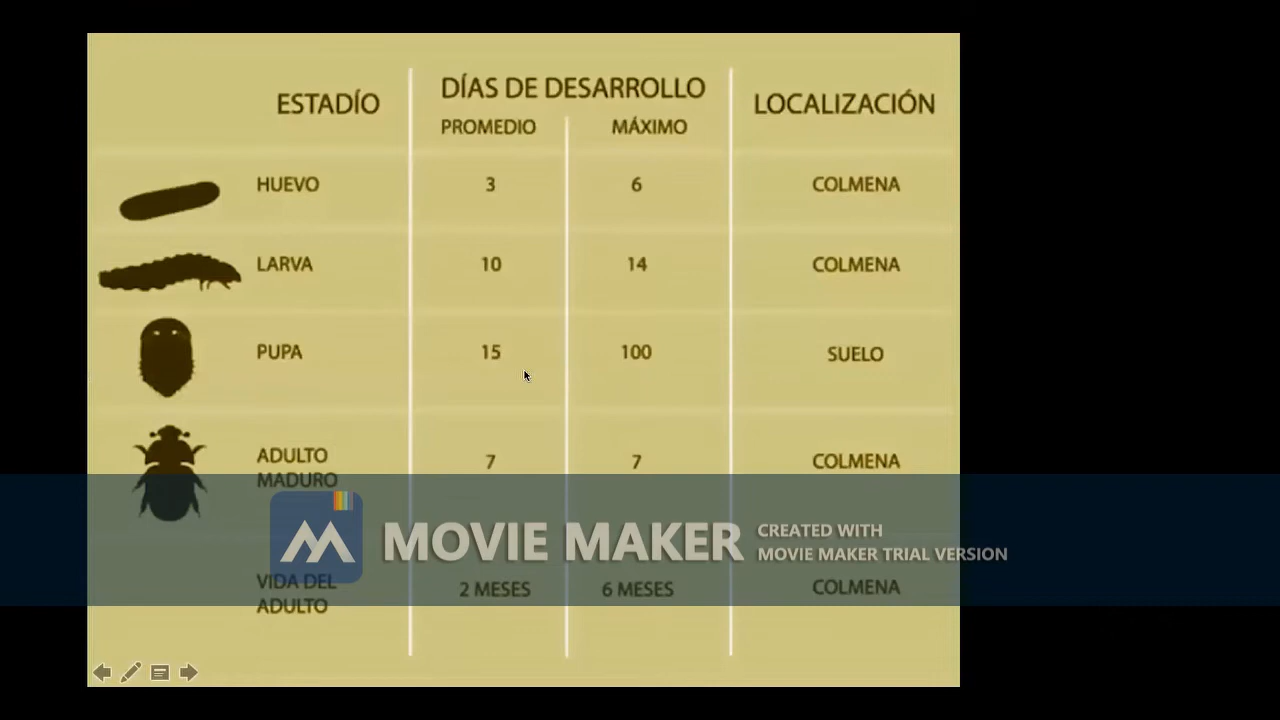 ESTADÍO
DÍAS DE DESARROLLO
LOCALIZACIÓN
PROMEDIO
MÁXIMO
HUEVO 3 6 COLMENA
LARVA 10 14 COLMENA
PUPA 15 100 SUELO
ADULTO
MADURO
7 7 COLMENA
MOVIE MAKER
CREATED WITH
MOVIE MAKER TRIAL VERSION
VIDA DEL
ADULTO
2 MESES 6 MESES COLMENA